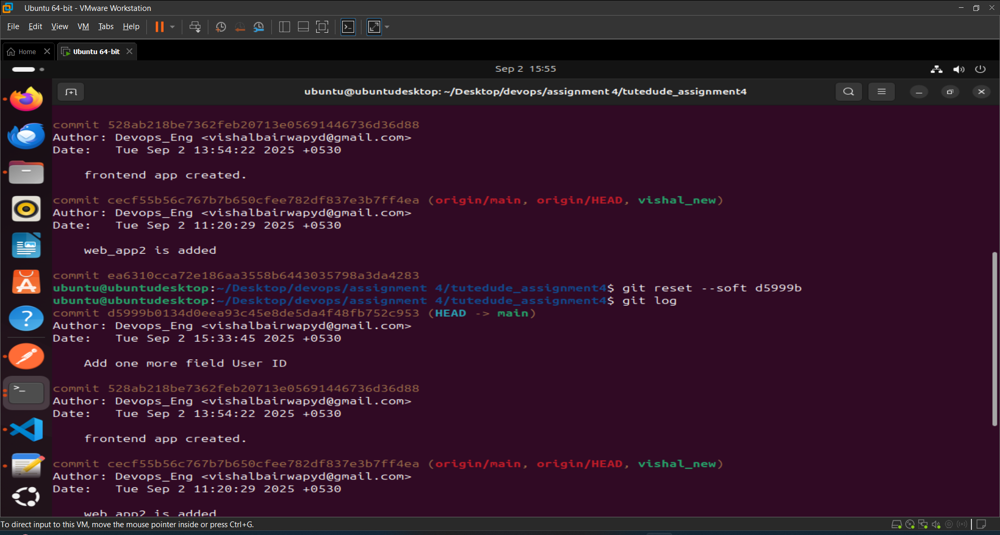 Ubuntu 64-bit - VMware Workstation
File Edit View VM Tabs Help
Home Ubuntu 64-bit
Sep 2 15:55
ubuntu@ubuntudesktop: ~/Desktop/devops/assignment 4/tutedude_assignment4
commit 528ab218be7362feb20713e05691446736d36d88
Author: Devops_Eng <vishalbairwapyd@gmail.com>
Date:   Tue Sep 2 13:54:22 2025 +0530
frontend app created.
commit cecf55b56c767b7b650cfee782df837e3b7ff4ea (origin/main, origin/HEAD, vishal_new)
Author: Devops_Eng <vishalbairwapyd@gmail.com>
Date:   Tue Sep 2 11:20:29 2025 +0530
web_app2 is added
commit ea6310cca72e186aa3558b6443035798a3da4283
ubuntu@ubuntudesktop:~/Desktop/devops/assignment 4/tutedude_assignment4$ git reset --soft d5999b
ubuntu@ubuntudesktop:~/Desktop/devops/assignment 4/tutedude_assignment4$ git log
commit d5999b0134d0eea93c45e8de5da4f48fb752c953 (HEAD -> main)
Author: Devops_Eng <vishalbairwapyd@gmail.com>
Date:   Tue Sep 2 15:33:45 2025 +0530
Add one more field User ID
commit 528ab218be7362feb20713e05691446736d36d88
Author: Devops_Eng <vishalbairwapyd@gmail.com>
Date:   Tue Sep 2 13:54:22 2025 +0530
frontend app created.
commit cecf55b56c767b7b650cfee782df837e3b7ff4ea (origin/main, origin/HEAD, vishal_new)
Author: Devops_Eng <vishalbairwapyd@gmail.com>
Date:   Tue Sep 2 11:20:29 2025 +0530
web_app2 is added
To direct input to this VM, move the mouse pointer inside or press Ctrl+G.